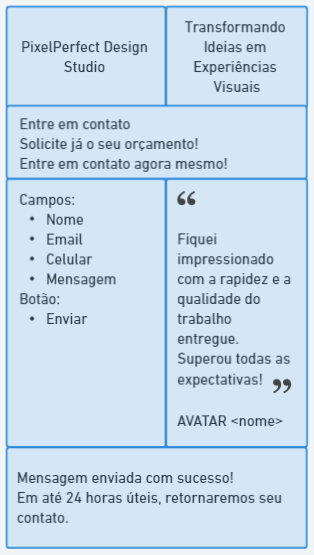 PixelPerfect Design
Studio
Transformando
Ideias em
Experiências
Visuais
Entre em contato
Solicite já o seu orçamento!
Entre em contato agora mesmo!
Campos:
• Nome
• Email
• Celular
• Mensagem
Botão:
• Enviar
“
Fiquei
impressionado
com a rapidez e a
qualidade do
trabalho
entregue.
Superou todas as
expectativas! ”
AVATAR <nome>
Mensagem enviada com sucesso!
Em até 24 horas úteis, retornaremos seu
contato.